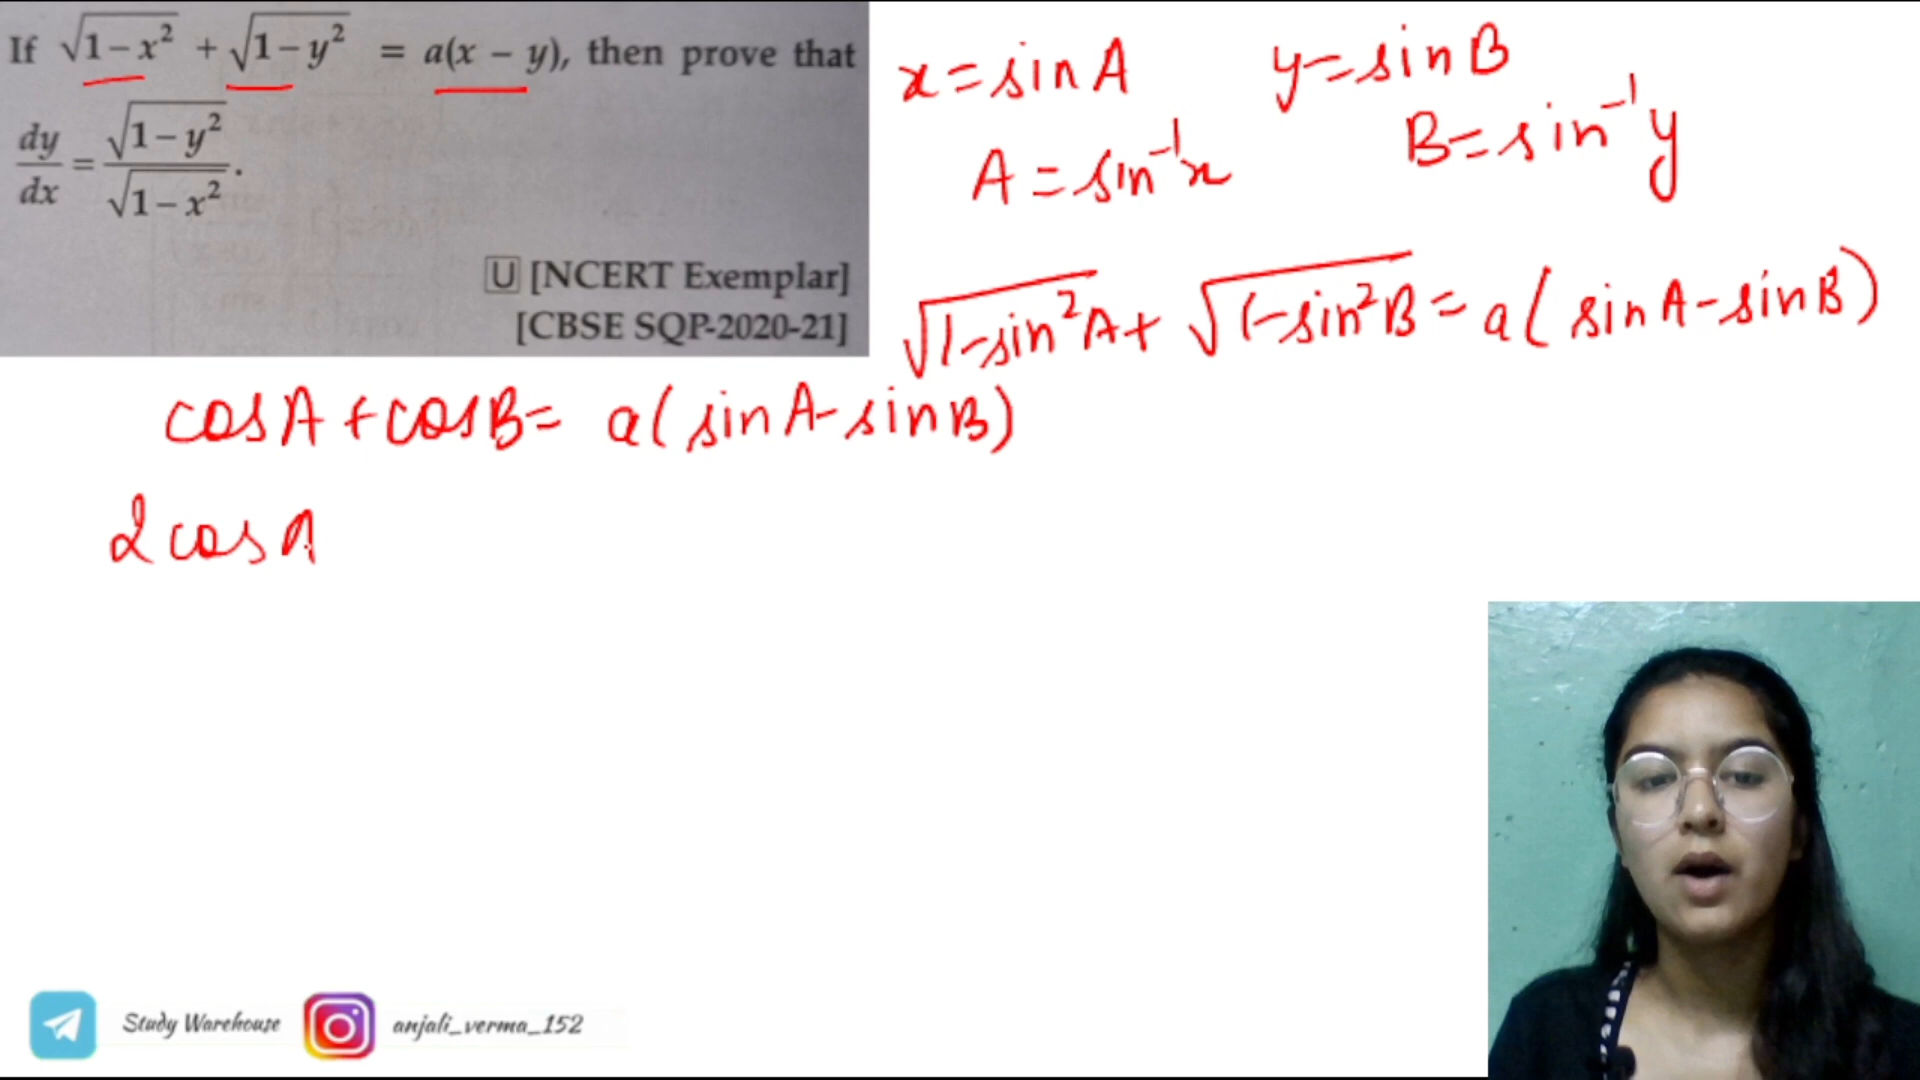 If √1 – x² + √1 – y² = a(x – y), then prove that
dy/dx = √1 – y²/√1 – x².
U [NCERT Exemplar]
[CBSE SQP-2020-21]
x = sin A y = sin B
A = sin⁻¹x B = sin⁻¹y
√1-sin²A + √1-sin²B = a( sin A - sin B)
cos A + cos B = a( sin A - sin B)
2 cos A
Study Warehouse anjali_verma_152